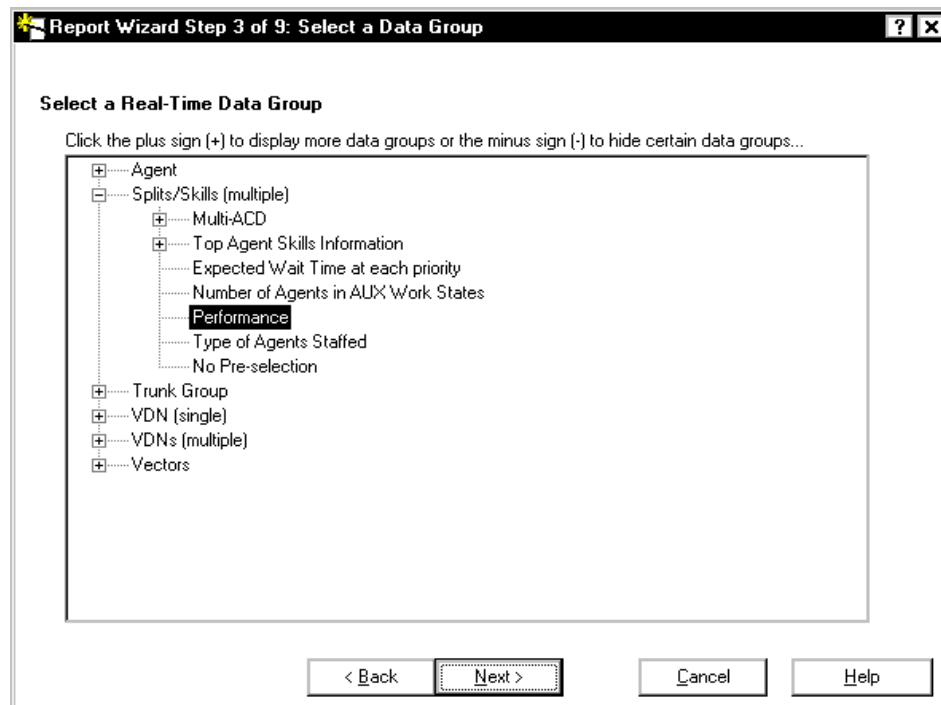 Report Wizard Step 3 of 9: Select a Data Group
Select a Real-Time Data Group
Click the plus sign (+) to display more data groups or the minus sign (-) to hide certain data groups...
Agent
Splits/Skills (multiple)
Multi-ACD
Top Agent Skills Information
Expected Wait Time at each priority
Number of Agents in AUX Work States
Performance
Type of Agents Staffed
No Pre-selection
Trunk Group
VDN (single)
VDNs (multiple)
Vectors
< Back Next > Cancel Help